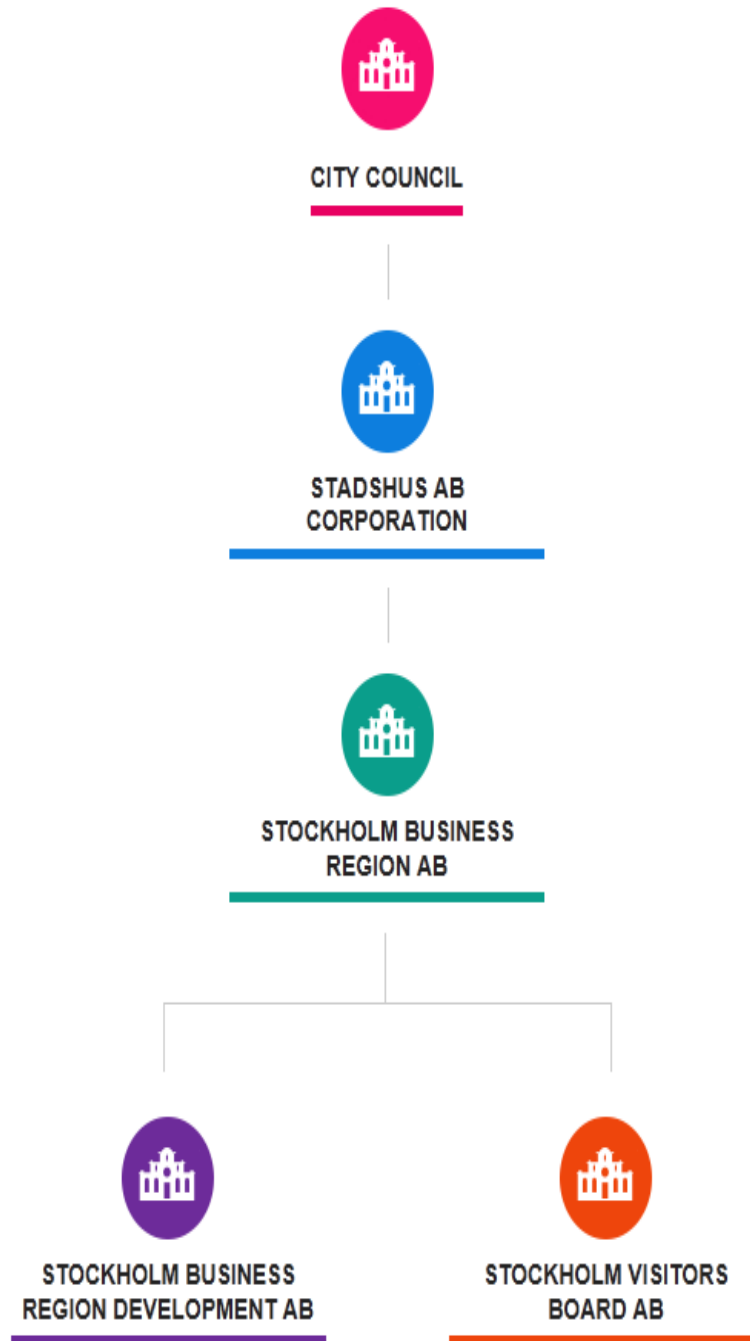 CITY COUNCIL
STADSHUS AB
CORPORATION
STOCKHOLM BUSINESS
REGION AB
STOCKHOLM BUSINESS
REGION DEVELOPMENT AB
STOCKHOLM VISITORS
BOARD AB